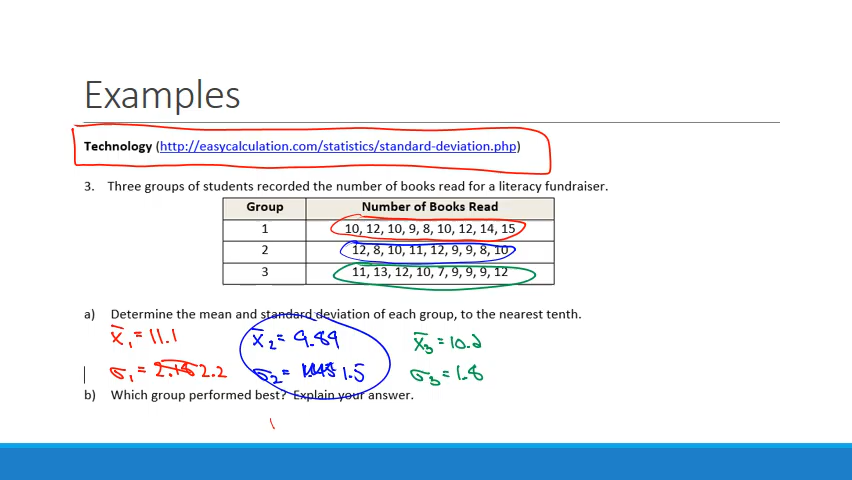 Examples
Technology (http://easycalculation.com/statistics/standard-deviation.php)
3. Three groups of students recorded the number of books read for a literacy fundraiser.
Group Number of Books Read
1 10, 12, 10, 9, 8, 10, 12, 14, 15
2 12, 8, 10, 11, 12, 9, 9, 8, 10
3 11, 13, 12, 10, 7, 9, 9, 9, 12
a) Determine the mean and standard deviation of each group, to the nearest tenth.
x̄₁ = 11.1 x̄₂ = 9.89 x̄₃ = 10.2
σ₁ = 2.18 2.2 σ₂ = 1.5 σ₃ = 1.8
b) Which group performed best? Explain your answer.